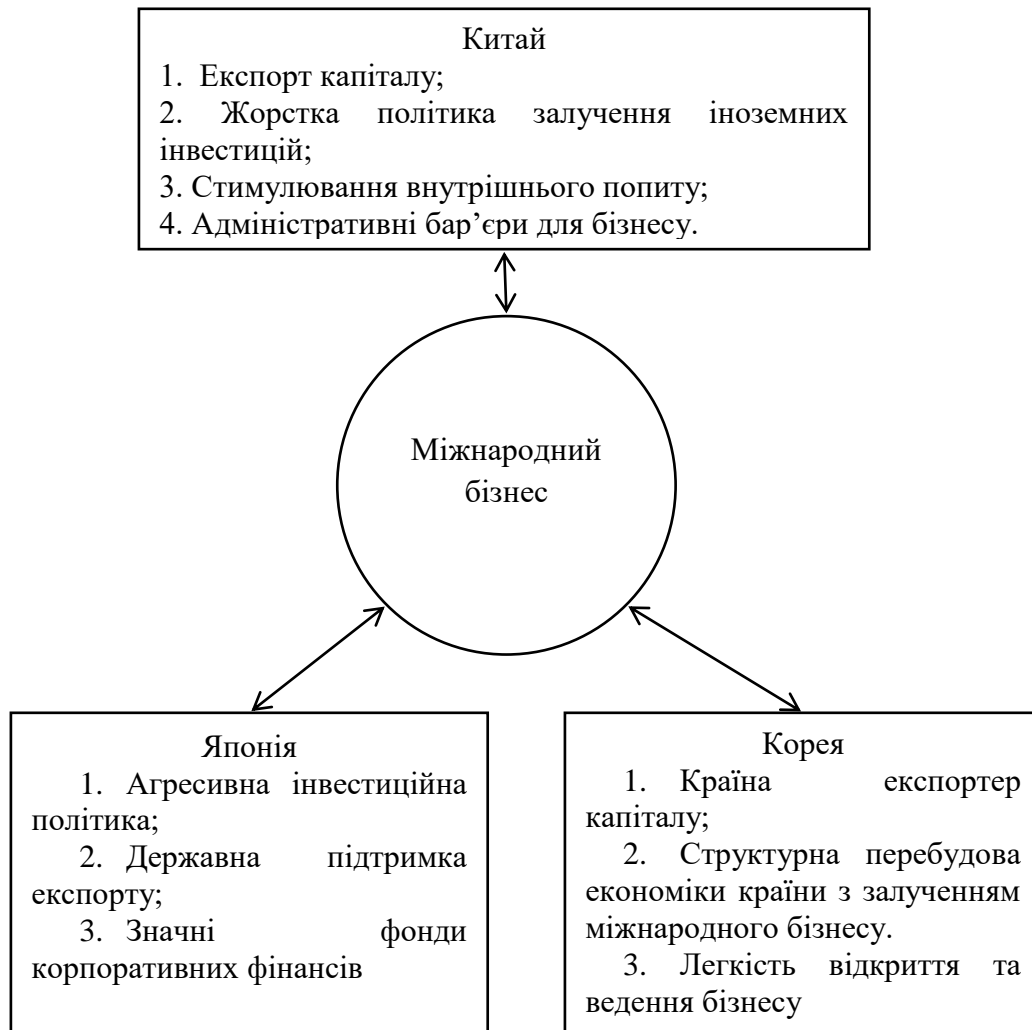 Китай
1. Експорт капіталу;
2. Жорстка політика залучення іноземних
інвестицій;
3. Стимулювання внутрішнього попиту;
4. Адміністративні бар’єри для бізнесу.
Міжнародний
бізнес
Японія
1. Агресивна інвестиційна
політика;
2. Державна підтримка
експорту;
3. Значні фонди
корпоративних фінансів
Корея
1. Країна експортер
капіталу;
2. Структурна перебудова
економіки країни з залученням
міжнародного бізнесу.
3. Легкість відкриття та
ведення бізнесу